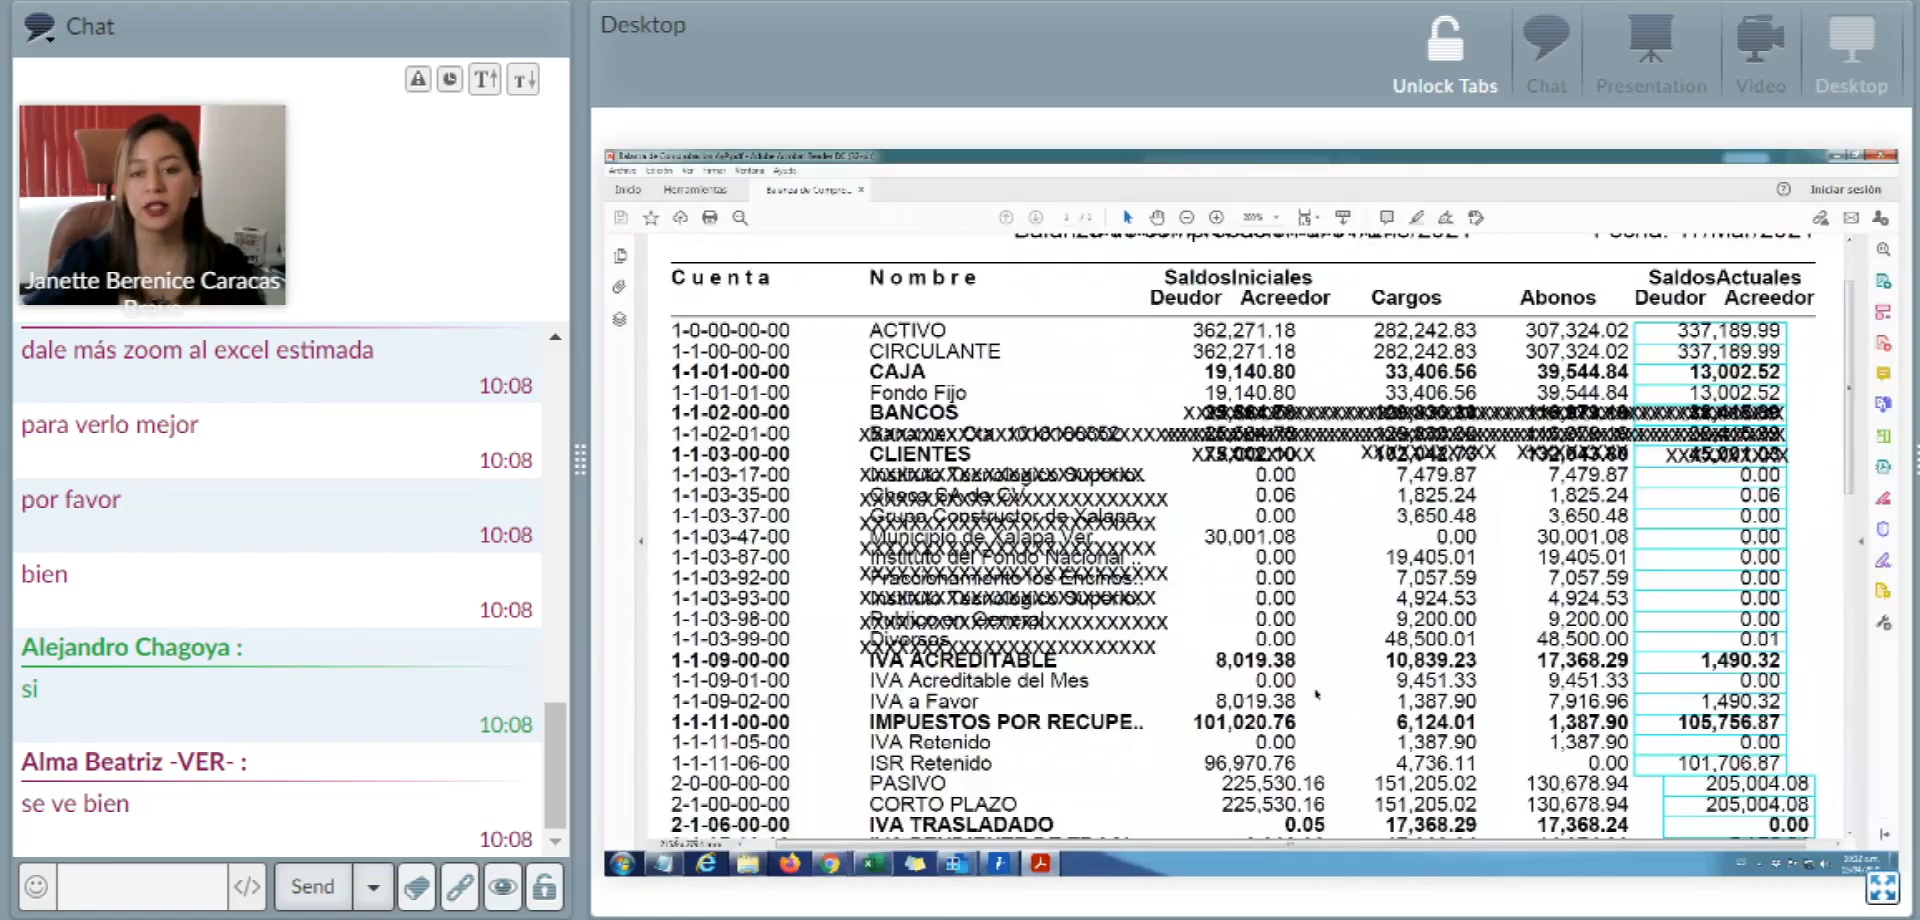 Chat
Janette Berenice Caracas
Bravo
dale más zoom al excel estimada
10:08
para verlo mejor
10:08
por favor
10:08
bien
10:08
Alejandro Chagoya :
si
10:08
Alma Beatriz -VER- :
se ve bien
10:08
Send
Desktop
Unlock Tabs
Chat
Presentation
Video
Desktop
Archivo Edición Ver Firmar Ventana Ayuda
Inicio Herramientas Balanza de Compro... × Iniciar sesión
Cuenta Nombre SaldosIniciales SaldosActuales
Deudor Acreedor Cargos Abonos Deudor Acreedor
1-0-00-00-00 ACTIVO 362,271.18 282,242.83 307,324.02 337,189.99
1-1-00-00-00 CIRCULANTE 362,271.18 282,242.83 307,324.02 337,189.99
1-1-01-00-00 CAJA 19,140.80 33,406.56 39,544.84 13,002.52
1-1-01-01-00 Fondo Fijo 19,140.80 33,406.56 39,544.84 13,002.52
1-1-02-00-00 BANCOS
1-1-02-01-00
1-1-03-00-00 CLIENTES
1-1-03-17-00 0.00 7,479.87 7,479.87 0.00
1-1-03-35-00 0.06 1,825.24 1,825.24 0.06
1-1-03-37-00 Grupo Constructor de Xalapa 0.00 3,650.48 3,650.48 0.00
1-1-03-47-00 Municipio de Xalapa Ver 30,001.08 0.00 30,001.08 0.00
1-1-03-87-00 Instituto del Fondo Nacional .. 0.00 19,405.01 19,405.01 0.00
1-1-03-92-00 0.00 7,057.59 7,057.59 0.00
1-1-03-93-00 0.00 4,924.53 4,924.53 0.00
1-1-03-98-00 Publico en General 0.00 9,200.00 9,200.00 0.00
1-1-03-99-00 Diversos 0.00 48,500.01 48,500.00 0.01
1-1-09-00-00 IVA ACREDITABLE 8,019.38 10,839.23 17,368.29 1,490.32
1-1-09-01-00 IVA Acreditable del Mes 0.00 9,451.33 9,451.33 0.00
1-1-09-02-00 IVA a Favor 8,019.38 1,387.90 7,916.96 1,490.32
1-1-11-00-00 IMPUESTOS POR RECUPE.. 101,020.76 6,124.01 1,387.90 105,756.87
1-1-11-05-00 IVA Retenido 0.00 1,387.90 1,387.90 0.00
1-1-11-06-00 ISR Retenido 96,970.76 4,736.11 0.00 101,706.87
2-0-00-00-00 PASIVO 225,530.16 151,205.02 130,678.94 205,004.08
2-1-00-00-00 CORTO PLAZO 225,530.16 151,205.02 130,678.94 205,004.08
2-1-06-00-00 IVA TRASLADADO 0.05 17,368.29 17,368.24 0.00